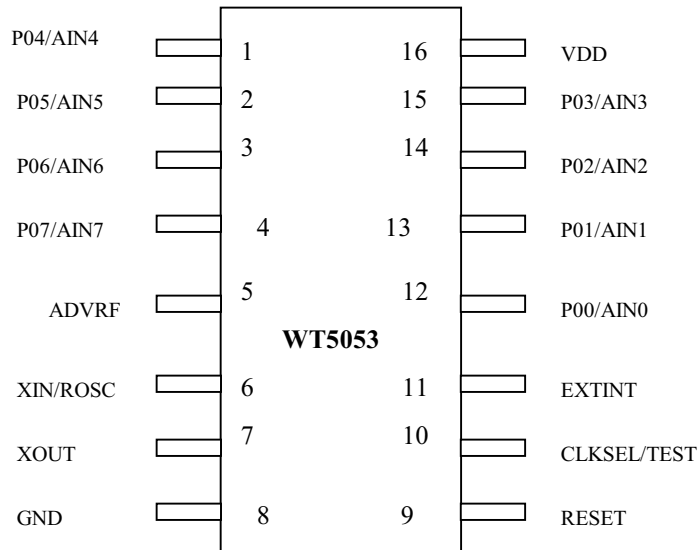 P04/AIN4 1 16 VDD
P05/AIN5 2 15 P03/AIN3
P06/AIN6 3 14 P02/AIN2
P07/AIN7 4 13 P01/AIN1
ADVRF 5 12 P00/AIN0
WT5053
XIN/ROSC 6 11 EXTINT
XOUT 7 10 CLKSEL/TEST
GND 8 9 RESET